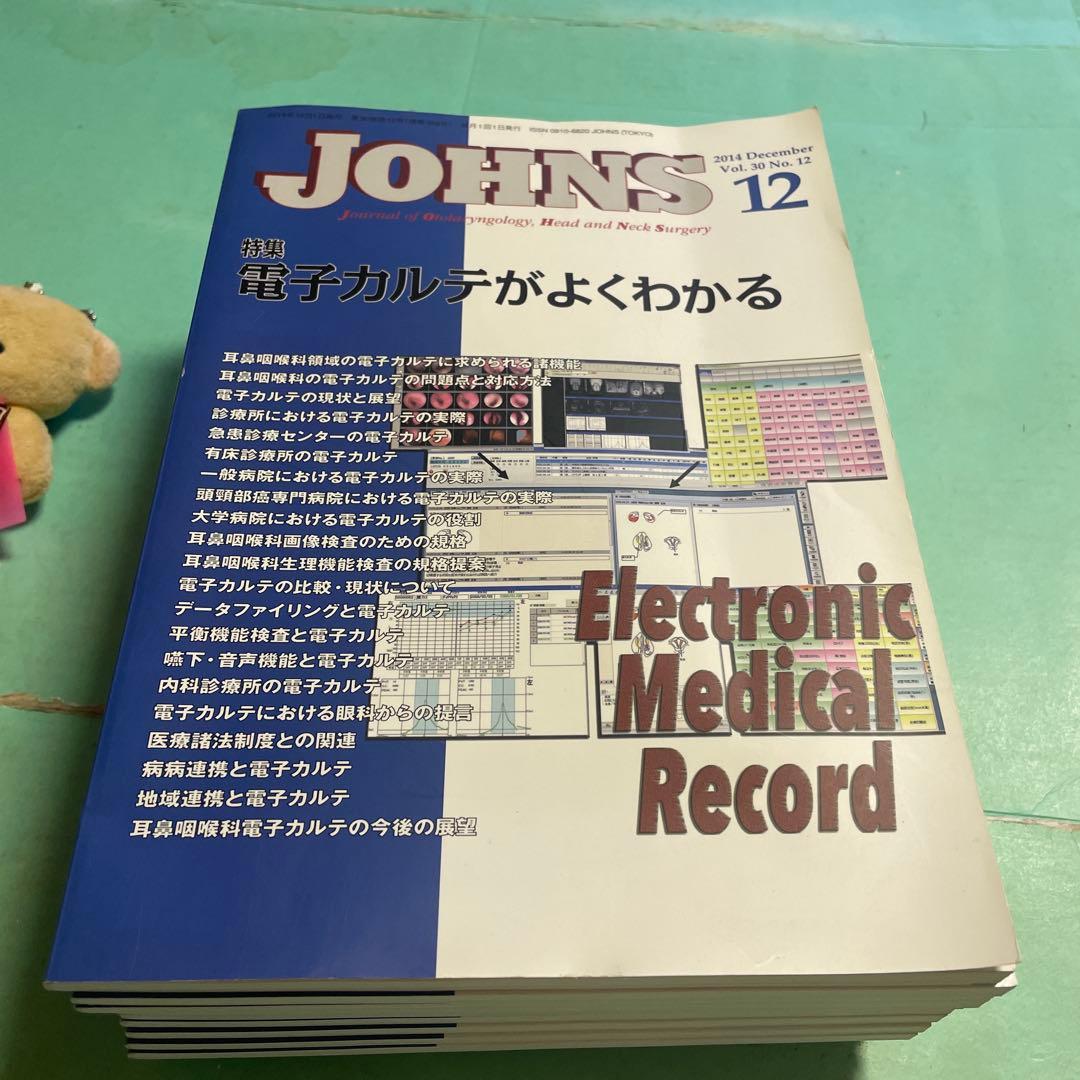 月1回1日発行 ISSN 0910-6820 JOHNS (TOKYO)
JOHNS
2014 December
Vol. 30 No. 12
12
Journal of Otolaryngology, Head and Neck Surgery
特集
電子カルテがよくわかる
耳鼻咽喉科領域の電子カルテに求められる諸機能
耳鼻咽喉科の電子カルテの問題点と対応方法
電子カルテの現状と展望
診療所における電子カルテの実際
急患診療センターの電子カルテ
有床診療所の電子カルテ
一般病院における電子カルテの実際
頭頸部癌専門病院における電子カルテの実際
大学病院における電子カルテの役割
耳鼻咽喉科画像検査のための規格
耳鼻咽喉科生理機能検査の規格提案
電子カルテの比較・現状について
データファイリングと電子カルテ
平衡機能検査と電子カルテ
嚥下・音声機能と電子カルテ
内科診療所の電子カルテ
電子カルテにおける眼科からの提言
医療諸法制度との関連
病病連携と電子カルテ
地域連携と電子カルテ
耳鼻咽喉科電子カルテの今後の展望
Electronic
Medical
Record